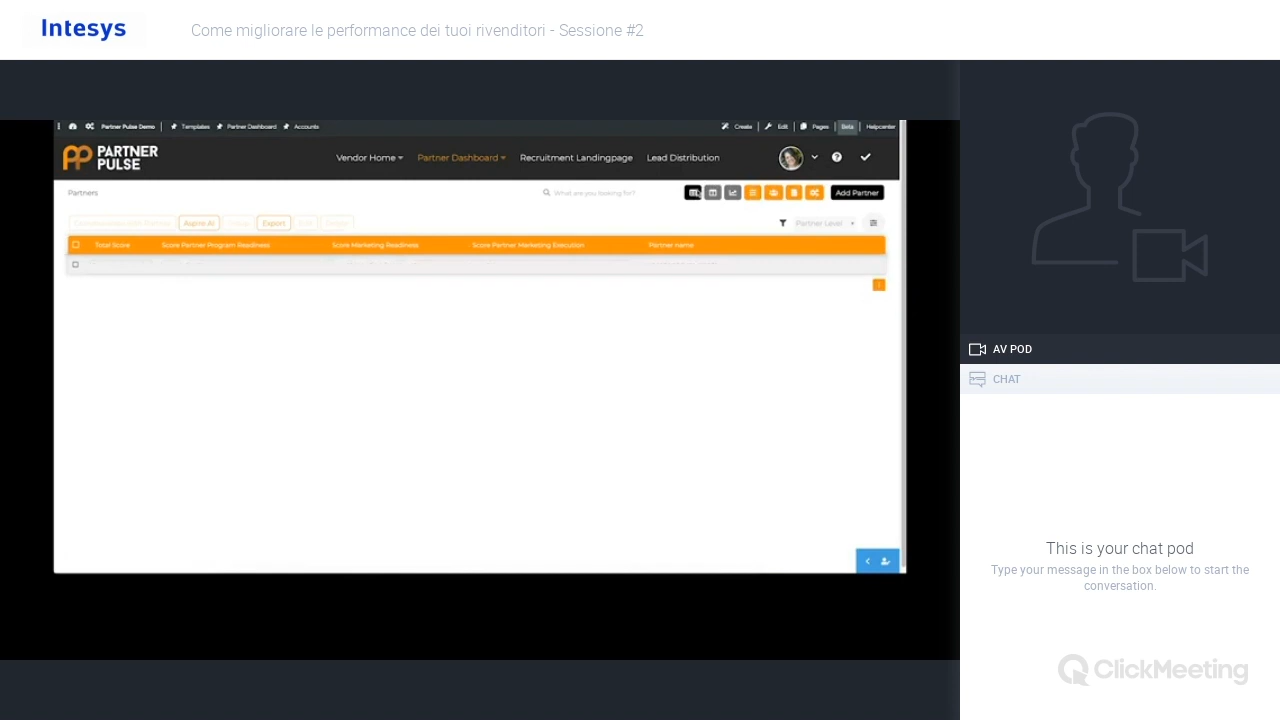 Intesys
Come migliorare le performance dei tuoi rivenditori - Sessione #2
Partner Pulse Demo Templates Partner Dashboard Accounts Create Edit Pages Beta Helpcenter
PARTNER PULSE
Vendor Home Partner Dashboard Recruitment Landingpage Lead Distribution
Partners What are you looking for? Add Partner
Aspire AI Export Partner Level
Total Score Score Partner Program Readiness Score Marketing Readiness Score Partner Marketing Execution Partner name
AV POD
CHAT
This is your chat pod
Type your message in the box below to start the
conversation.
ClickMeeting